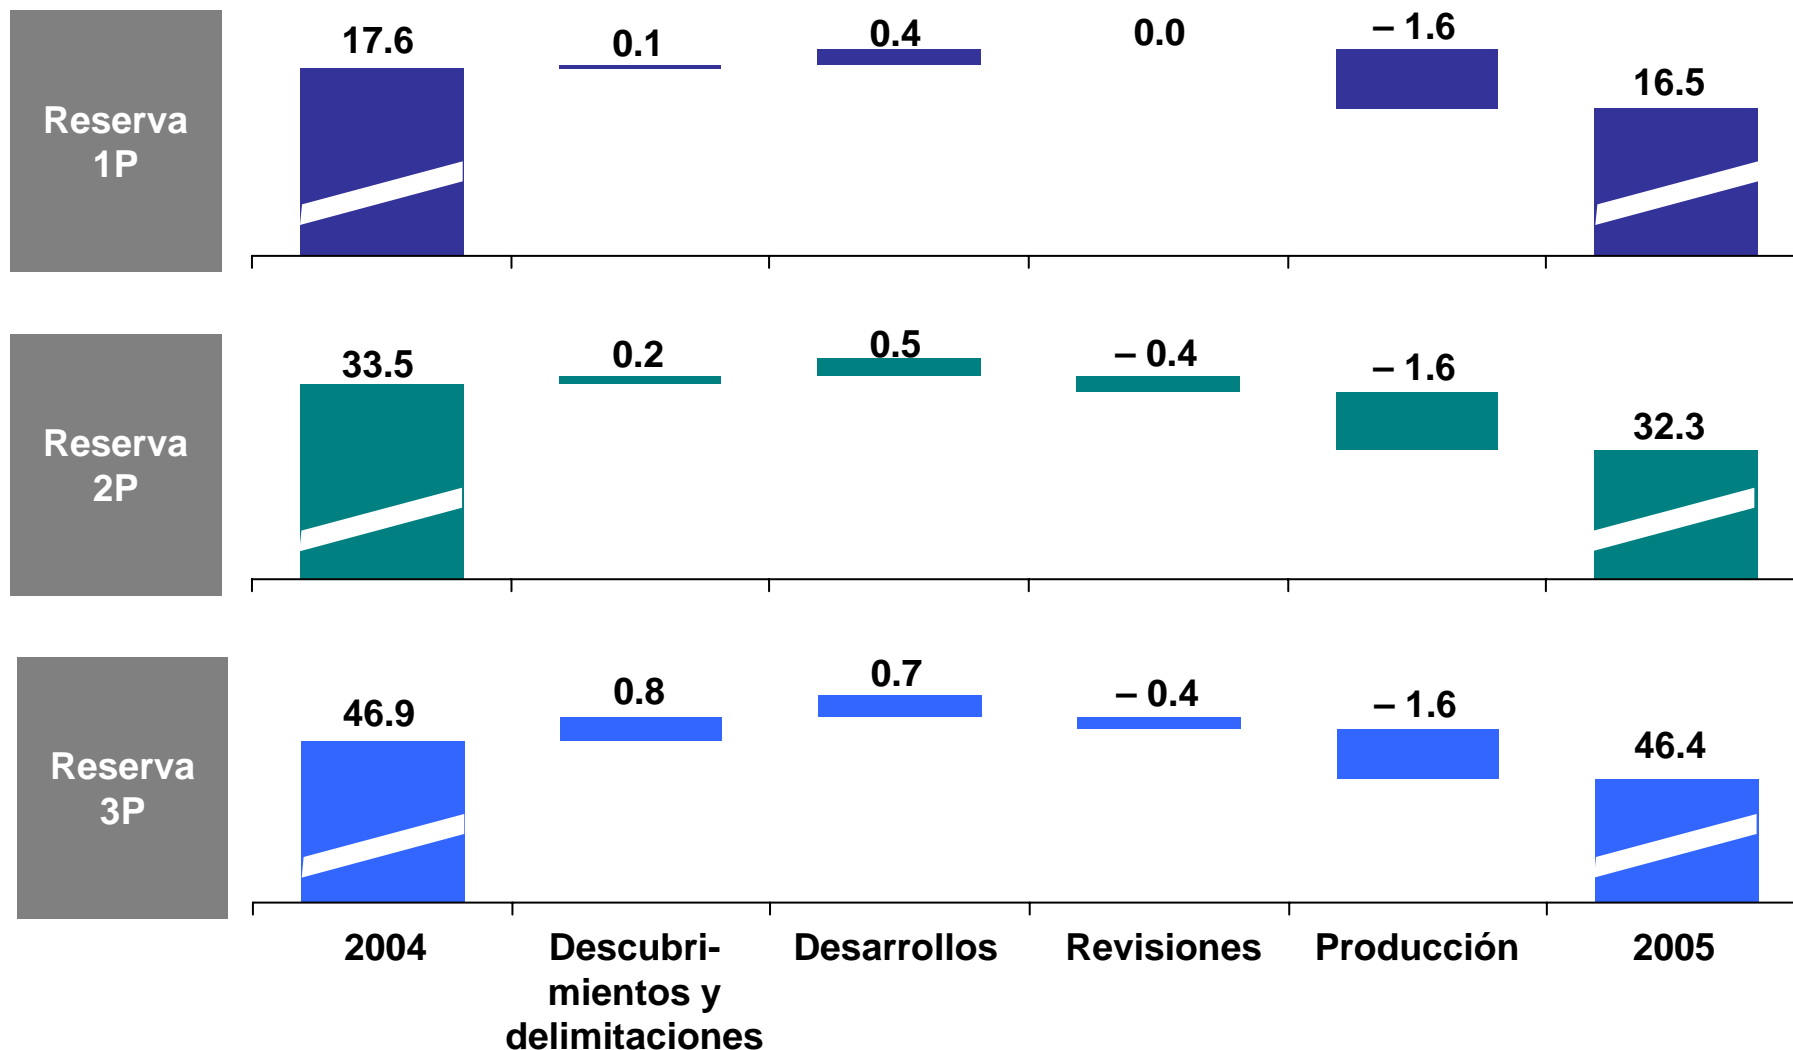 Reserva
1P
17.6
0.1
0.4
0.0
– 1.6
16.5
Reserva
2P
33.5
0.2
0.5
– 0.4
– 1.6
32.3
Reserva
3P
46.9
0.8
0.7
– 0.4
– 1.6
46.4
2004
Descubri-
mientos y
delimitaciones
Desarrollos
Revisiones
Producción
2005